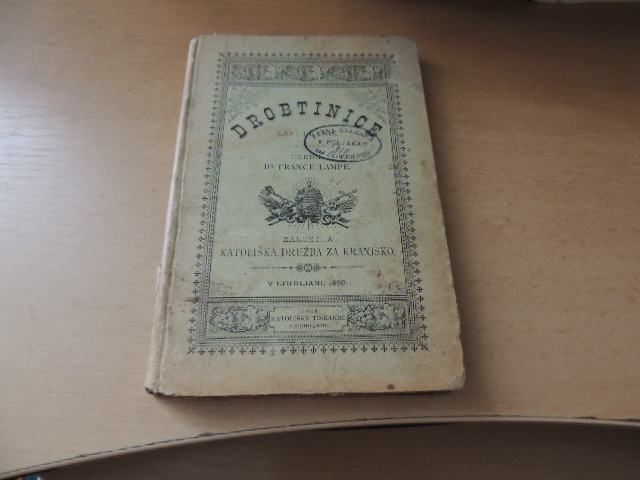 DROBTINICE
UREDIL
DR. FRANCE LAMPE.
ZALOŽILA
KATOLIŠKA DRUŽBA ZA KRANJSKO.
V LJUBLJANI,
KATOLIŠKE TISKARNE
V LJUBLJANI.